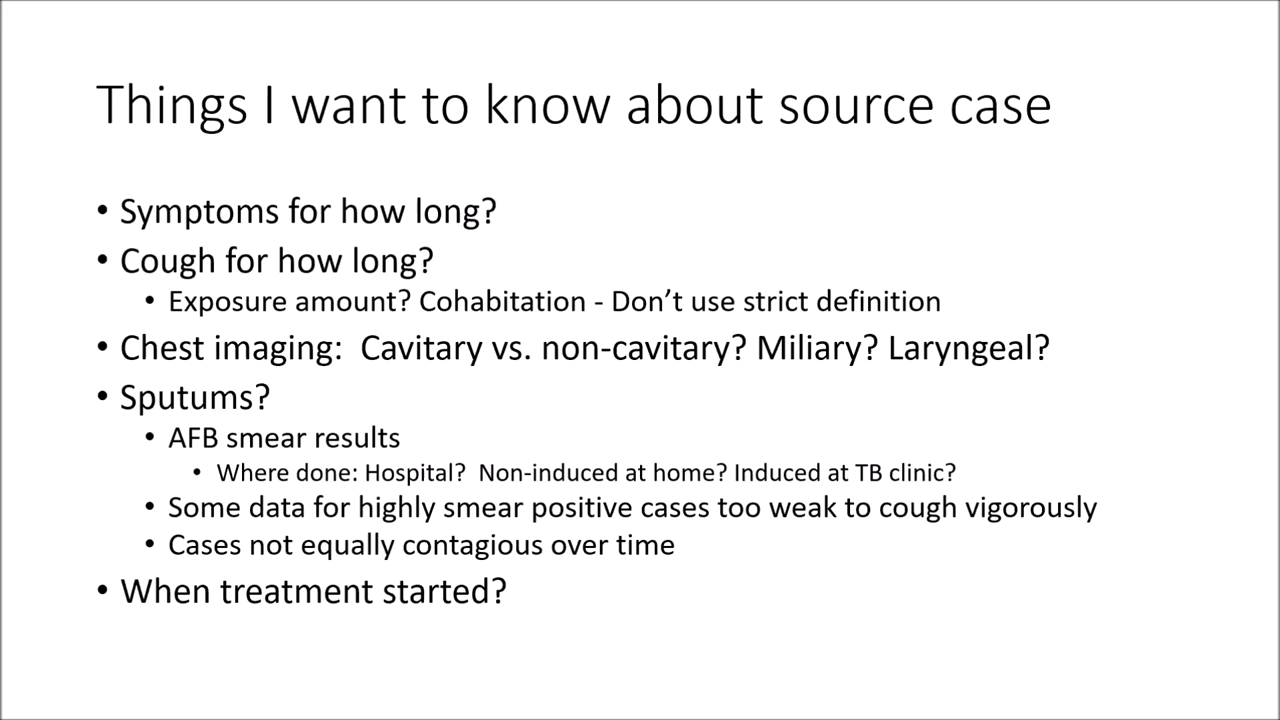 Things I want to know about source case
• Symptoms for how long?
• Cough for how long?
• Exposure amount? Cohabitation - Don’t use strict definition
• Chest imaging:  Cavitary vs. non-cavitary? Miliary? Laryngeal?
• Sputums?
• AFB smear results
• Where done: Hospital?  Non-induced at home? Induced at TB clinic?
• Some data for highly smear positive cases too weak to cough vigorously
• Cases not equally contagious over time
• When treatment started?